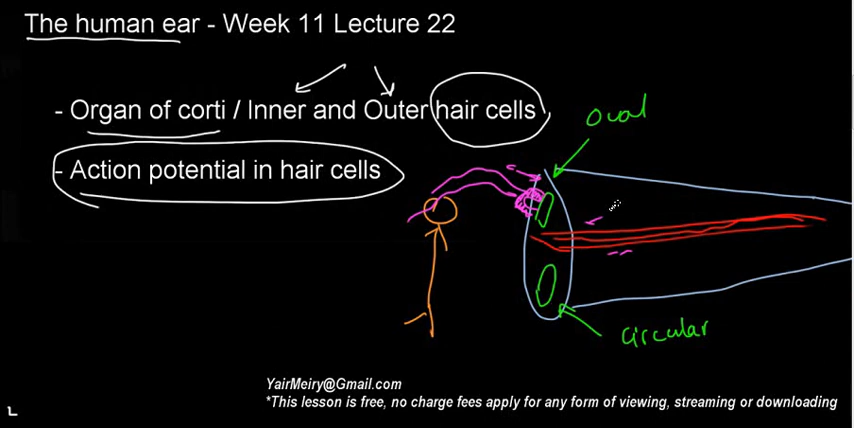 The human ear - Week 11 Lecture 22
- Organ of corti / Inner and Outer hair cells
Oval
- Action potential in hair cells
Circular
YairMeiry@Gmail.com
*This lesson is free, no charge fees apply for any form of viewing, streaming or downloading
L